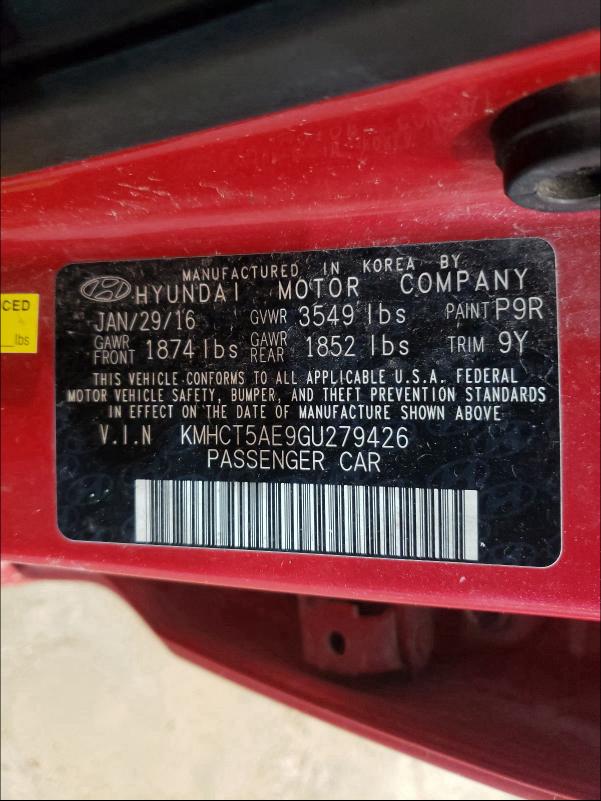 MANUFACTURED IN KOREA BY
HYUNDAI MOTOR COMPANY
JAN/29/16 GVWR 3549 lbs PAINT P9R
GAWR FRONT 1874 lbs GAWR REAR 1852 lbs TRIM 9Y
THIS VEHICLE CONFORMS TO ALL APPLICABLE U.S.A. FEDERAL
MOTOR VEHICLE SAFETY, BUMPER, AND THEFT PREVENTION STANDARDS
IN EFFECT ON THE DATE OF MANUFACTURE SHOWN ABOVE
V.I.N KMHCT5AE9GU279426
PASSENGER CAR
CED
lbs